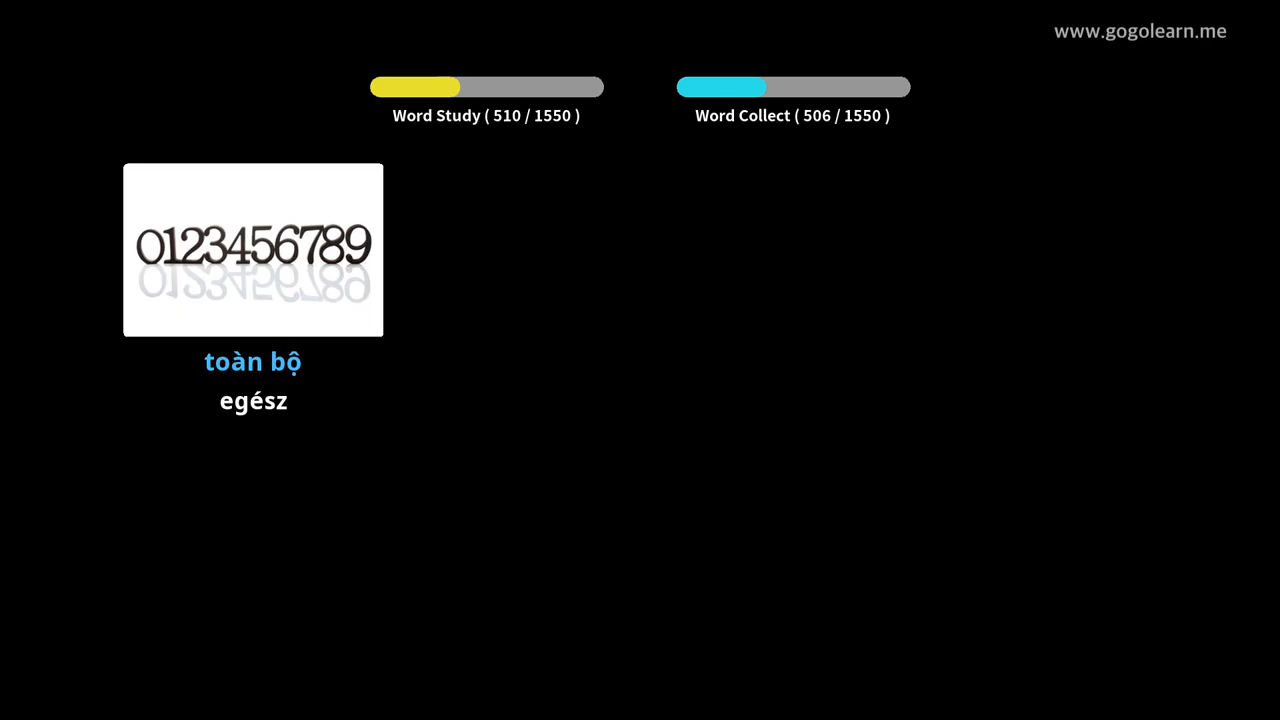 www.gogolearn.me
Word Study ( 510 / 1550 )
Word Collect ( 506 / 1550 )
0123456789
toàn bộ
egész